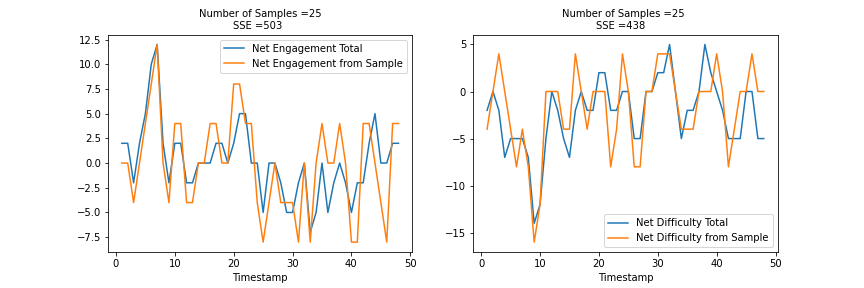 Number of Samples =25
SSE =503
12.5
10.0
7.5
5.0
2.5
0.0
−2.5
−5.0
−7.5
Net Engagement Total
Net Engagement from Sample
0 10 20 30 40 50
Timestamp
Number of Samples =25
SSE =438
5
0
−5
−10
−15
Net Difficulty Total
Net Difficulty from Sample
0 10 20 30 40 50
Timestamp